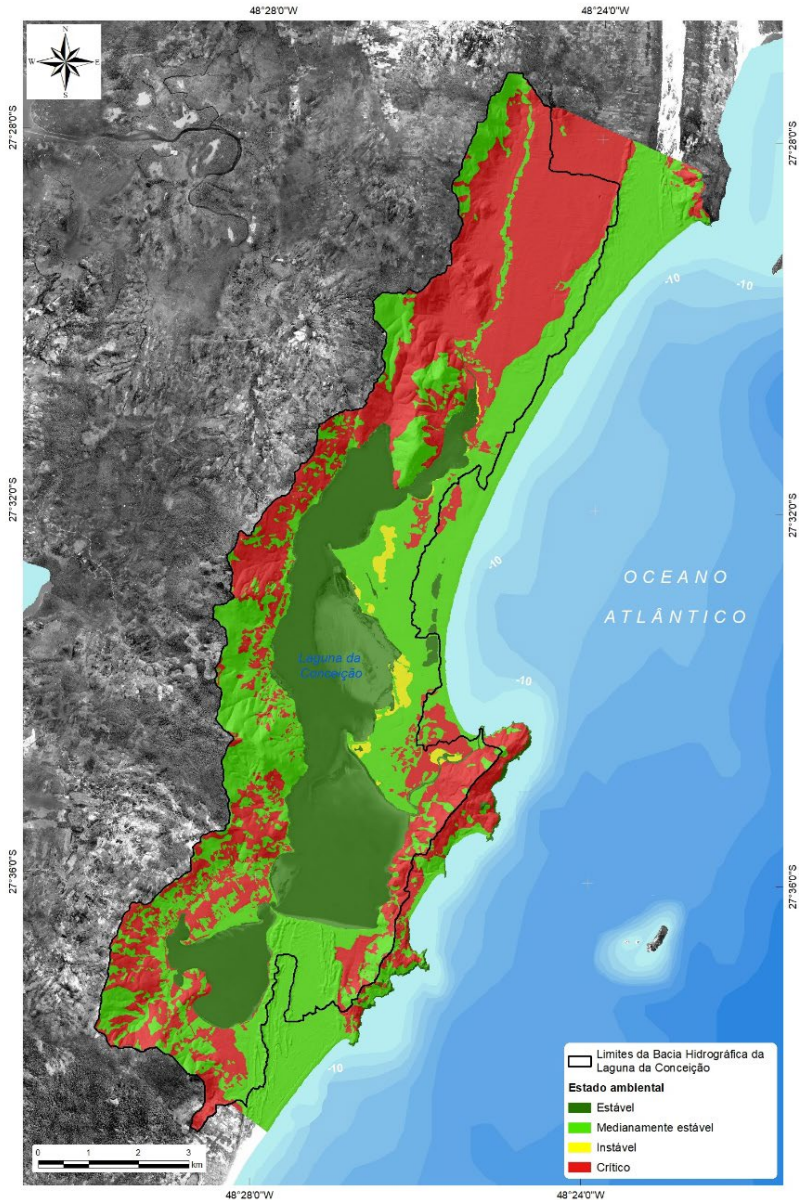 48°28'0"W
48°24'0"W
N
W
E
S
27°28'0"S
27°28'0"S
-10
-10
27°32'0"S
27°32'0"S
-10
OCEANO
ATLÂNTICO
Laguna da
Conceição
-10
27°36'0"S
27°36'0"S
-10
Limites da Bacia Hidrográfica da
Laguna da Conceição
Estado ambiental
Estável
Medianamente estável
Instável
Crítico
0 1 2 3
km
48°28'0"W
48°24'0"W